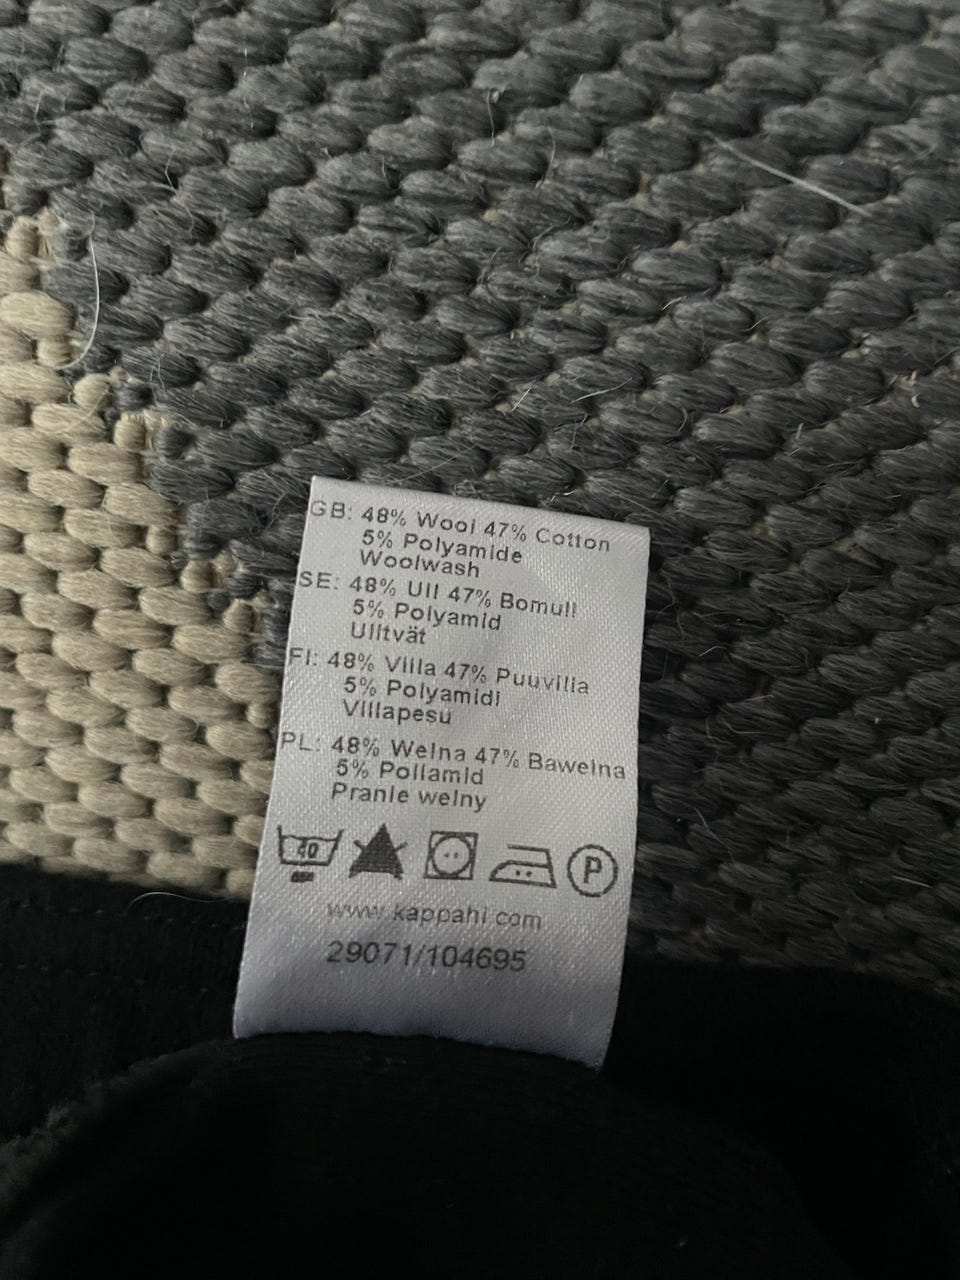 GB: 48% Wool 47% Cotton
5% Polyamide
Woolwash
SE: 48% Ull 47% Bomull
5% Polyamid
Ulltvät
FI: 48% Villa 47% Puuvilla
5% Polyamidi
Villapesu
PL: 48% Welna 47% Bawelna
5% Poliamid
Pranie welny
40
P
www.kappahl.com
29071/104695